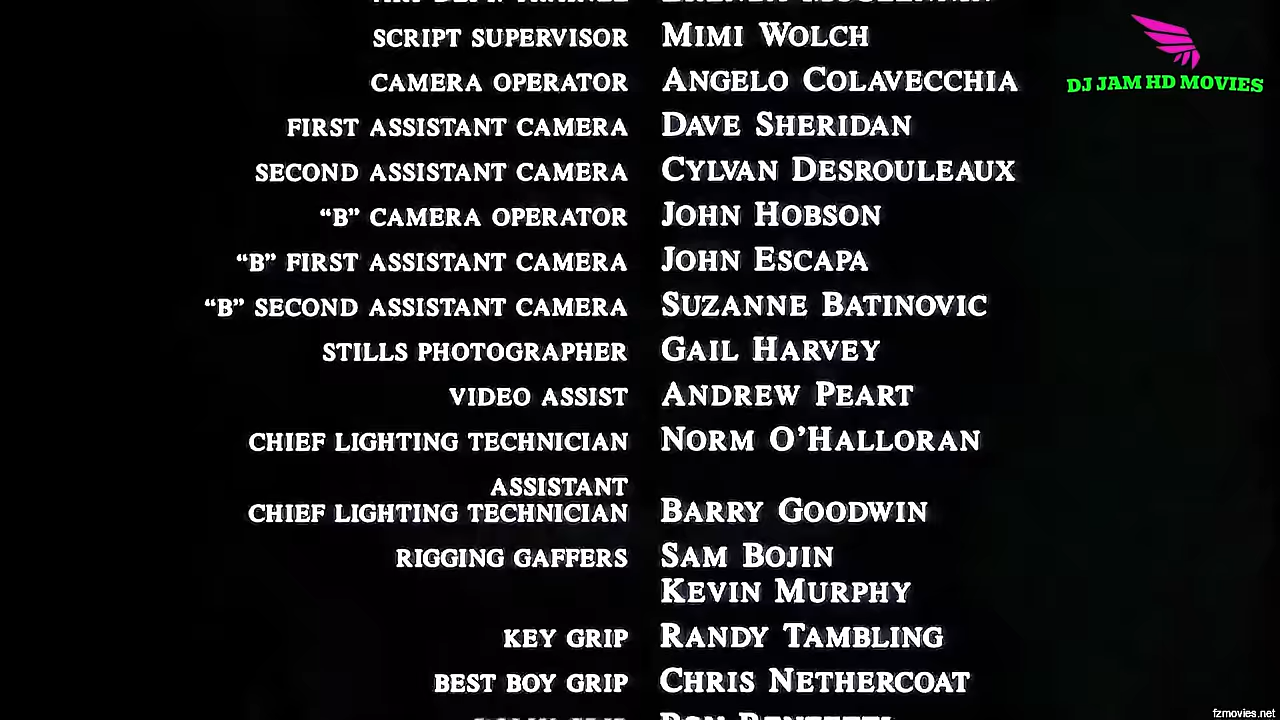 SCRIPT SUPERVISOR MIMI WOLCH
CAMERA OPERATOR ANGELO COLAVECCHIA
FIRST ASSISTANT CAMERA DAVE SHERIDAN
SECOND ASSISTANT CAMERA CYLVAN DESROULEAUX
“B” CAMERA OPERATOR JOHN HOBSON
“B” FIRST ASSISTANT CAMERA JOHN ESCAPA
“B” SECOND ASSISTANT CAMERA SUZANNE BATINOVIC
STILLS PHOTOGRAPHER GAIL HARVEY
VIDEO ASSIST ANDREW PEART
CHIEF LIGHTING TECHNICIAN NORM O’HALLORAN
ASSISTANT
CHIEF LIGHTING TECHNICIAN BARRY GOODWIN
RIGGING GAFFERS SAM BOJIN
KEVIN MURPHY
KEY GRIP RANDY TAMBLING
BEST BOY GRIP CHRIS NETHERCOAT
DJ JAM HD MOVIES
fzmovies.net